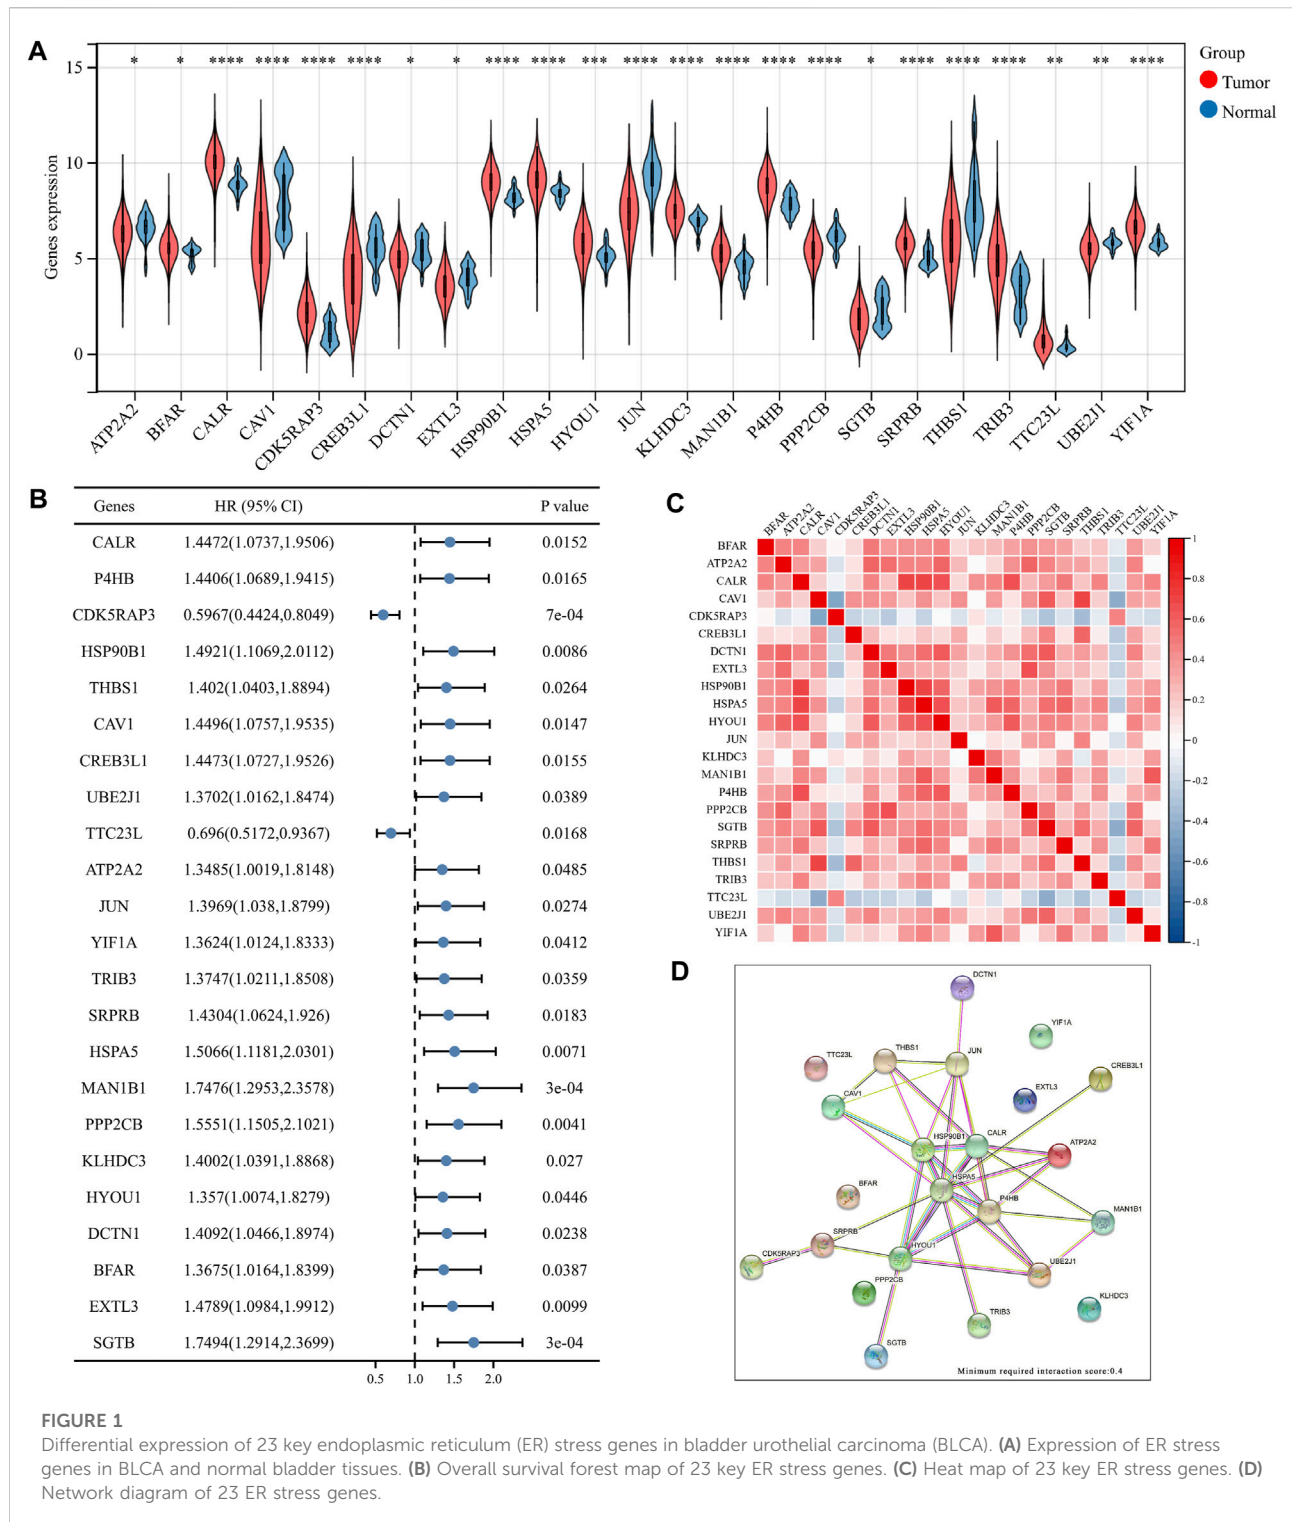 A
* * **** **** **** **** * * **** **** *** **** **** **** **** **** * **** **** **** ** ** ****
Group
Tumor
Normal
Genes expression
15
10
5
0
ATP2A2 BFAR CALR CAV1 CDK5RAP3 CREB3L1 DCTN1 EXTL3 HSP90B1 HSPA5 HYOU1 JUN KLHDC3 MAN1B1 P4HB PPP2CB SGTB SRPRB THBS1 TRIB3 TTC23L UBE2J1 YIF1A
B
Genes HR (95% CI) P value
CALR 1.4472(1.0737,1.9506) 0.0152
P4HB 1.4406(1.0689,1.9415) 0.0165
CDK5RAP3 0.5967(0.4424,0.8049) 7e-04
HSP90B1 1.4921(1.1069,2.0112) 0.0086
THBS1 1.402(1.0403,1.8894) 0.0264
CAV1 1.4496(1.0757,1.9535) 0.0147
CREB3L1 1.4473(1.0727,1.9526) 0.0155
UBE2J1 1.3702(1.0162,1.8474) 0.0389
TTC23L 0.696(0.5172,0.9367) 0.0168
ATP2A2 1.3485(1.0019,1.8148) 0.0485
JUN 1.3969(1.038,1.8799) 0.0274
YIF1A 1.3624(1.0124,1.8333) 0.0412
TRIB3 1.3747(1.0211,1.8508) 0.0359
SRPRB 1.4304(1.0624,1.926) 0.0183
HSPA5 1.5066(1.1181,2.0301) 0.0071
MAN1B1 1.7476(1.2953,2.3578) 3e-04
PPP2CB 1.5551(1.1505,2.1021) 0.0041
KLHDC3 1.4002(1.0391,1.8868) 0.027
HYOU1 1.357(1.0074,1.8279) 0.0446
DCTN1 1.4092(1.0466,1.8974) 0.0238
BFAR 1.3675(1.0164,1.8399) 0.0387
EXTL3 1.4789(1.0984,1.9912) 0.0099
SGTB 1.7494(1.2914,2.3699) 3e-04
0.5 1.0 1.5 2.0
C
BFAR ATP2A2 CALR CAV1 CDK5RAP3 CREB3L1 DCTN1 EXTL3 HSP90B1 HSPA5 HYOU1 JUN KLHDC3 MAN1B1 P4HB PPP2CB SGTB SRPRB THBS1 TRIB3 TTC23L UBE2J1 YIF1A
BFAR
ATP2A2
CALR
CAV1
CDK5RAP3
CREB3L1
DCTN1
EXTL3
HSP90B1
HSPA5
HYOU1
JUN
KLHDC3
MAN1B1
P4HB
PPP2CB
SGTB
SRPRB
THBS1
TRIB3
TTC23L
UBE2J1
YIF1A
1
0.8
0.6
0.4
0.2
0
-0.2
-0.4
-0.6
-0.8
-1
D
DCTN1
YIF1A
THBS1
JUN
TTC23L
CREB3L1
EXTL3
CAV1
HSP90B1
CALR
ATP2A2
HSPA5
BFAR
P4HB
MAN1B1
SRPRB
HYOU1
CDK5RAP3
UBE2J1
PPP2CB
KLHDC3
TRIB3
SGTB
Minimum required interaction score:0.4
FIGURE 1
Differential expression of 23 key endoplasmic reticulum (ER) stress genes in bladder urothelial carcinoma (BLCA). (A) Expression of ER stress
genes in BLCA and normal bladder tissues. (B) Overall survival forest map of 23 key ER stress genes. (C) Heat map of 23 key ER stress genes. (D)
Network diagram of 23 ER stress genes.